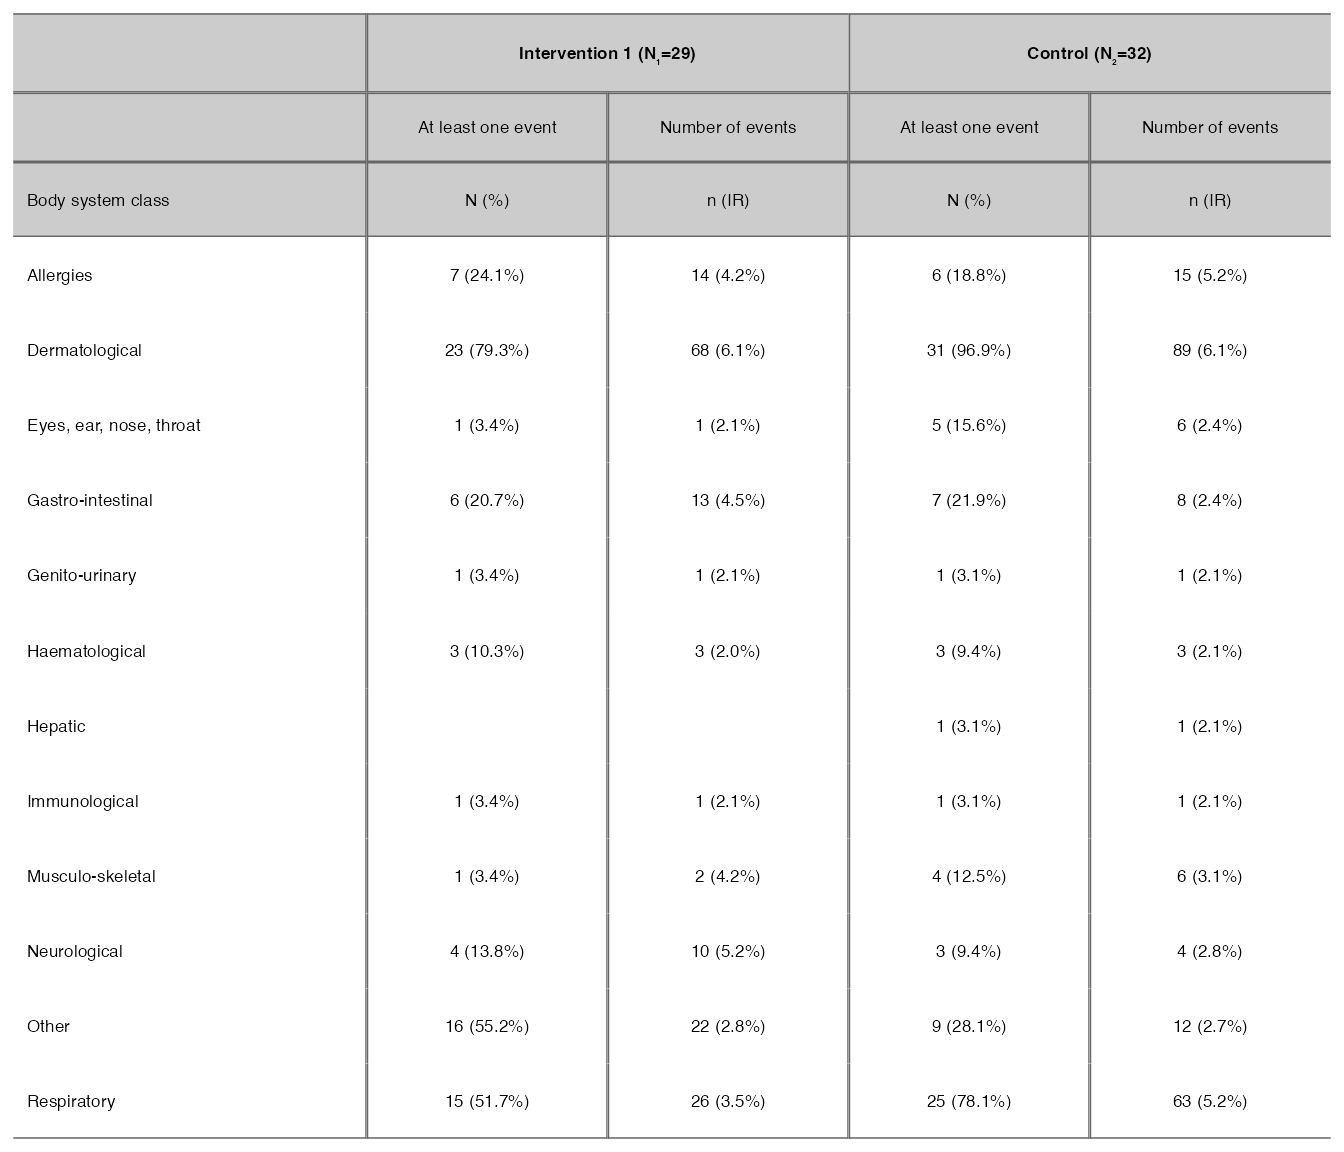 Intervention 1 (N₁=29) Control (N₂=32)
At least one event Number of events At least one event Number of events
Body system class N (%) n (IR) N (%) n (IR)
Allergies 7 (24.1%) 14 (4.2%) 6 (18.8%) 15 (5.2%)
Dermatological 23 (79.3%) 68 (6.1%) 31 (96.9%) 89 (6.1%)
Eyes, ear, nose, throat 1 (3.4%) 1 (2.1%) 5 (15.6%) 6 (2.4%)
Gastro-intestinal 6 (20.7%) 13 (4.5%) 7 (21.9%) 8 (2.4%)
Genito-urinary 1 (3.4%) 1 (2.1%) 1 (3.1%) 1 (2.1%)
Haematological 3 (10.3%) 3 (2.0%) 3 (9.4%) 3 (2.1%)
Hepatic 1 (3.1%) 1 (2.1%)
Immunological 1 (3.4%) 1 (2.1%) 1 (3.1%) 1 (2.1%)
Musculo-skeletal 1 (3.4%) 2 (4.2%) 4 (12.5%) 6 (3.1%)
Neurological 4 (13.8%) 10 (5.2%) 3 (9.4%) 4 (2.8%)
Other 16 (55.2%) 22 (2.8%) 9 (28.1%) 12 (2.7%)
Respiratory 15 (51.7%) 26 (3.5%) 25 (78.1%) 63 (5.2%)